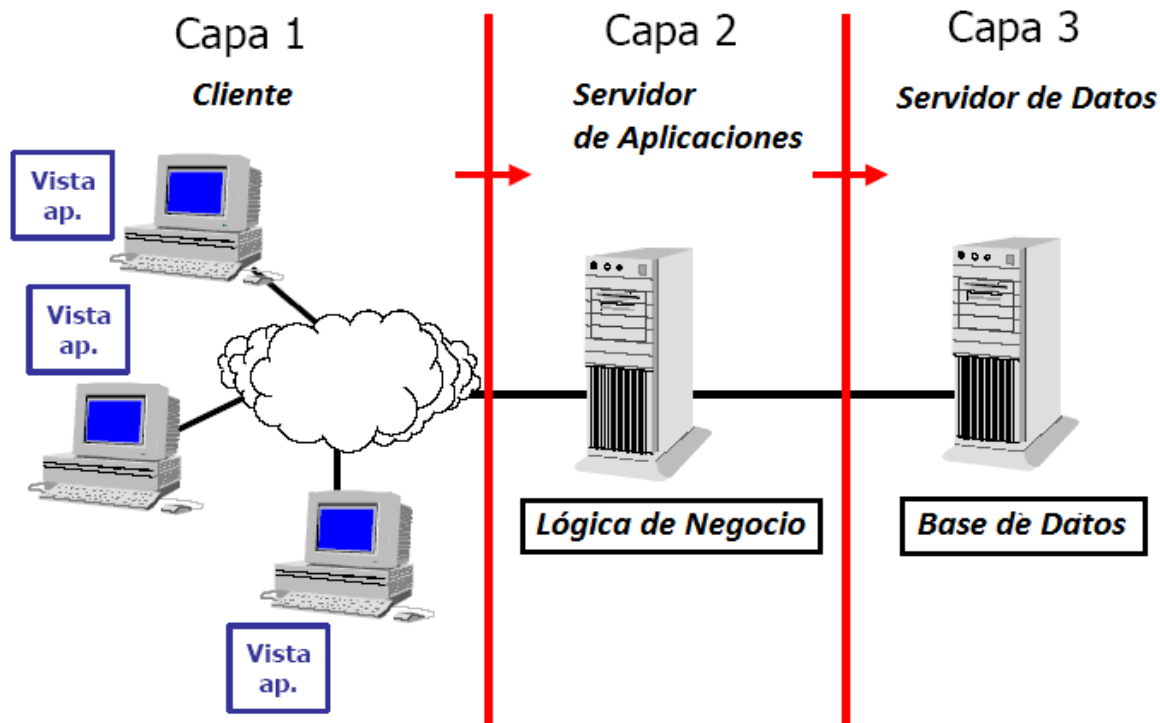 Capa 1
Cliente
Vista
ap.
Vista
ap.
Vista
ap.
Capa 2
Servidor
de Aplicaciones
Lógica de Negocio
Capa 3
Servidor de Datos
Base de Datos